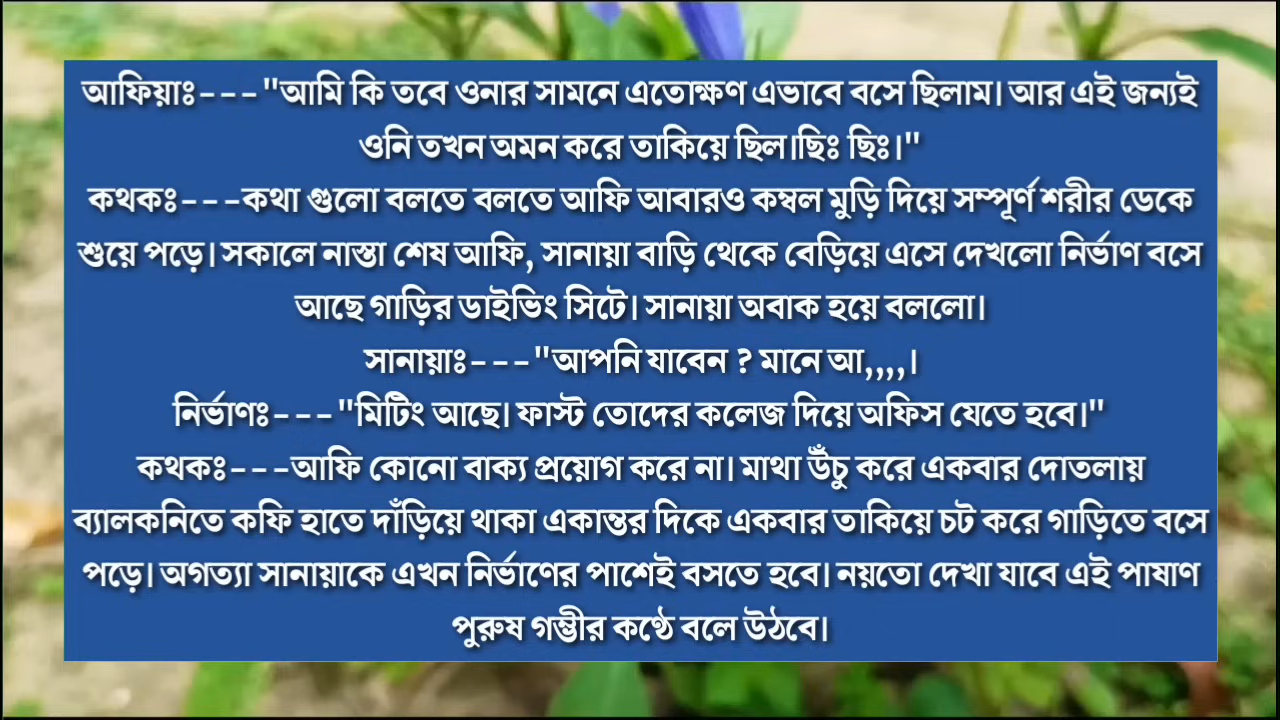 আফিয়াঃ---"আমি কি তবে ওনার সামনে এতোক্ষণ এভাবে বসে ছিলাম। আর এই জন্যই
ওনি তখন অমন করে তাকিয়ে ছিল।ছিঃ ছিঃ।"
কথকঃ---কথা গুলো বলতে বলতে আফি আবারও কম্বল মুড়ি দিয়ে সম্পূর্ণ শরীর ডেকে
শুয়ে পড়ে। সকালে নাস্তা শেষ আফি, সানায়া বাড়ি থেকে বেড়িয়ে এসে দেখলো নির্ভাণ বসে
আছে গাড়ির ডাইভিং সিটে। সানায়া অবাক হয়ে বললো।
সানায়াঃ---"আপনি যাবেন ? মানে আ,,,,।
নির্ভাণঃ---"মিটিং আছে। ফাস্ট তোদের কলেজ দিয়ে অফিস যেতে হবে।"
কথকঃ---আফি কোনো বাক্য প্রয়োগ করে না। মাথা উঁচু করে একবার দোতলায়
ব্যালকনিতে কফি হাতে দাঁড়িয়ে থাকা একান্তর দিকে একবার তাকিয়ে চট করে গাড়িতে বসে
পড়ে। অগত্যা সানায়াকে এখন নির্ভাণের পাশেই বসতে হবে। নয়তো দেখা যাবে এই পাষাণ
পুরুষ গম্ভীর কণ্ঠে বলে উঠবে।